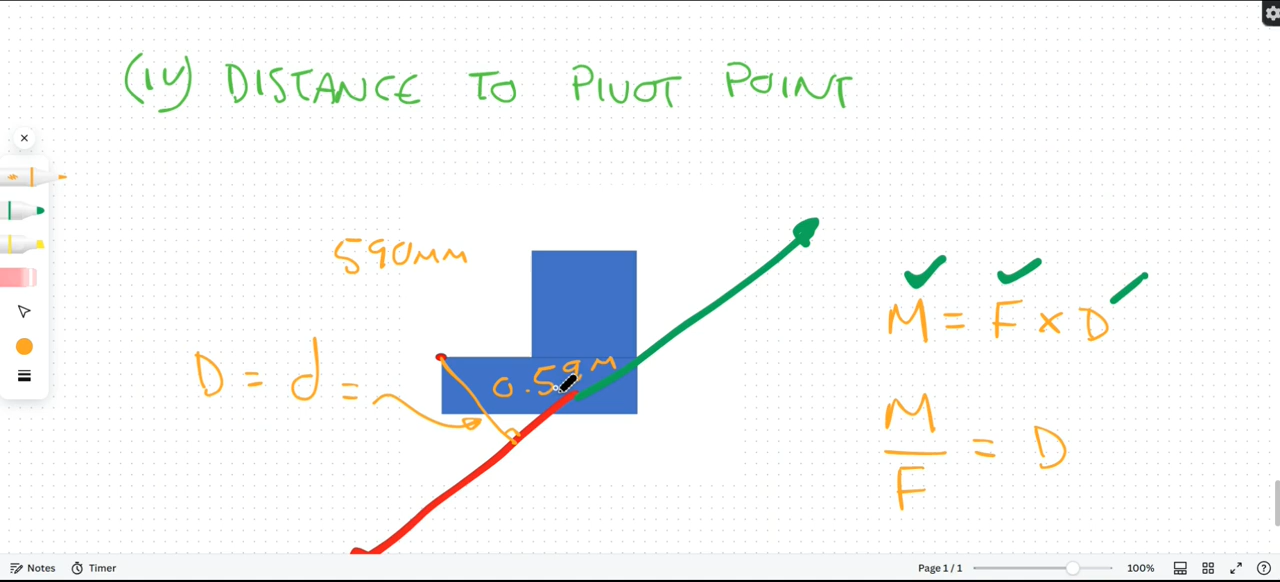 (IV) DISTANCE TO PIVOT POINT
590MM
M = F x D
D = d =
0.59M
M
F
= D
Notes
Timer
Page 1 / 1
100%